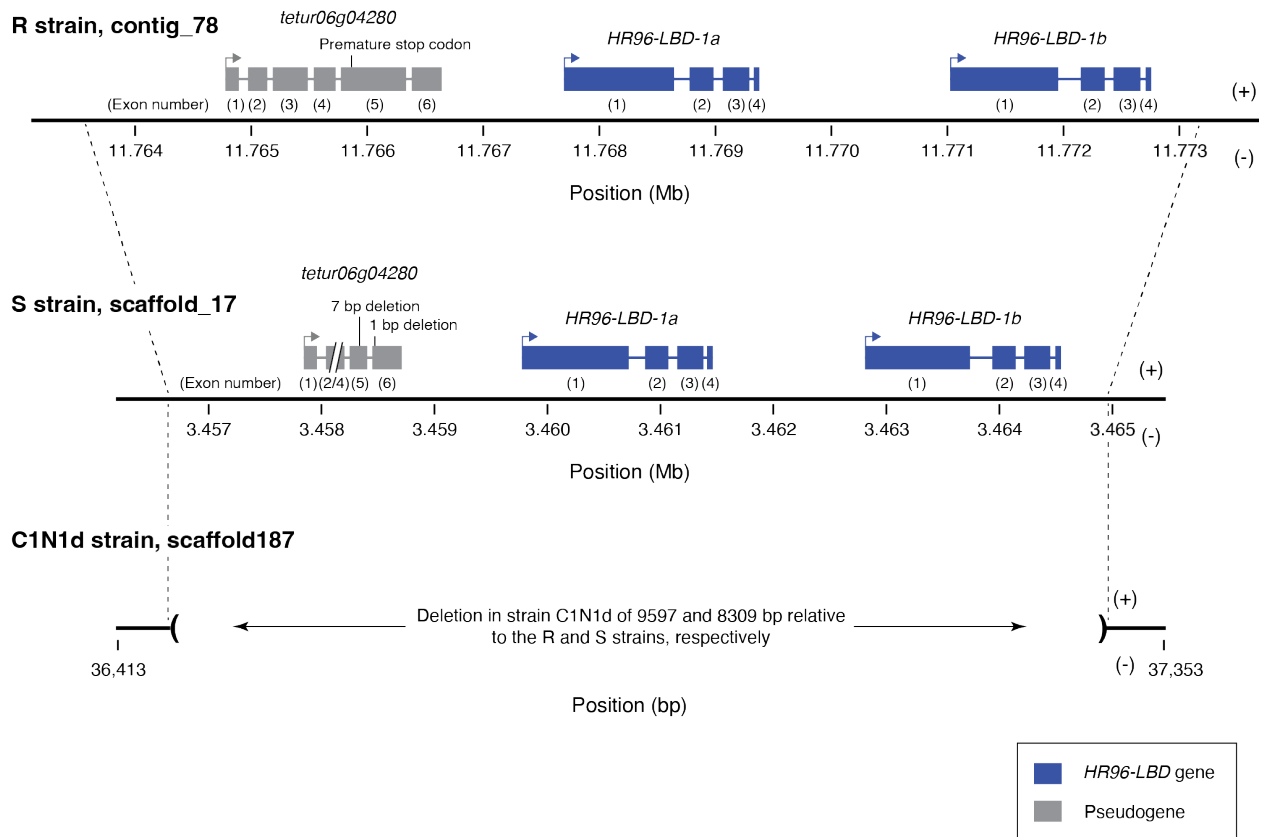 R strain, contig_78
tetur06g04280
Premature stop codon
HR96-LBD-1a
HR96-LBD-1b
(Exon number) (1) (2) (3) (4) (5) (6) (1) (2) (3) (4) (1) (2) (3) (4)
(+)
11.764 11.765 11.766 11.767 11.768 11.769 11.770 11.771 11.772 11.773
(-)
Position (Mb)
S strain, scaffold_17
tetur06g04280
7 bp deletion
1 bp deletion
HR96-LBD-1a
HR96-LBD-1b
(Exon number) (1) (2/4) (5) (6) (1) (2) (3) (4) (1) (2) (3) (4)
(+)
3.457 3.458 3.459 3.460 3.461 3.462 3.463 3.464 3.465
(-)
Position (Mb)
C1N1d strain, scaffold187
Deletion in strain C1N1d of 9597 and 8309 bp relative
to the R and S strains, respectively
(+)
(-)
36,413 37,353
Position (bp)
HR96-LBD gene
Pseudogene